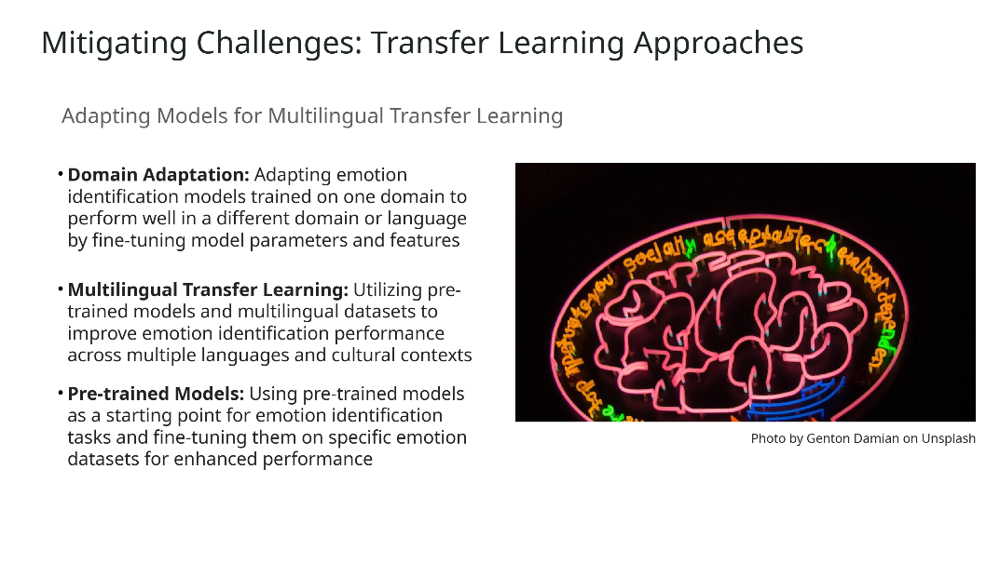 Mitigating Challenges: Transfer Learning Approaches
Adapting Models for Multilingual Transfer Learning
• Domain Adaptation: Adapting emotion
identification models trained on one domain to
perform well in a different domain or language
by fine-tuning model parameters and features
• Multilingual Transfer Learning: Utilizing pre-
trained models and multilingual datasets to
improve emotion identification performance
across multiple languages and cultural contexts
• Pre-trained Models: Using pre-trained models
as a starting point for emotion identification
tasks and fine-tuning them on specific emotion
datasets for enhanced performance
socially acceptable
Photo by Genton Damian on Unsplash